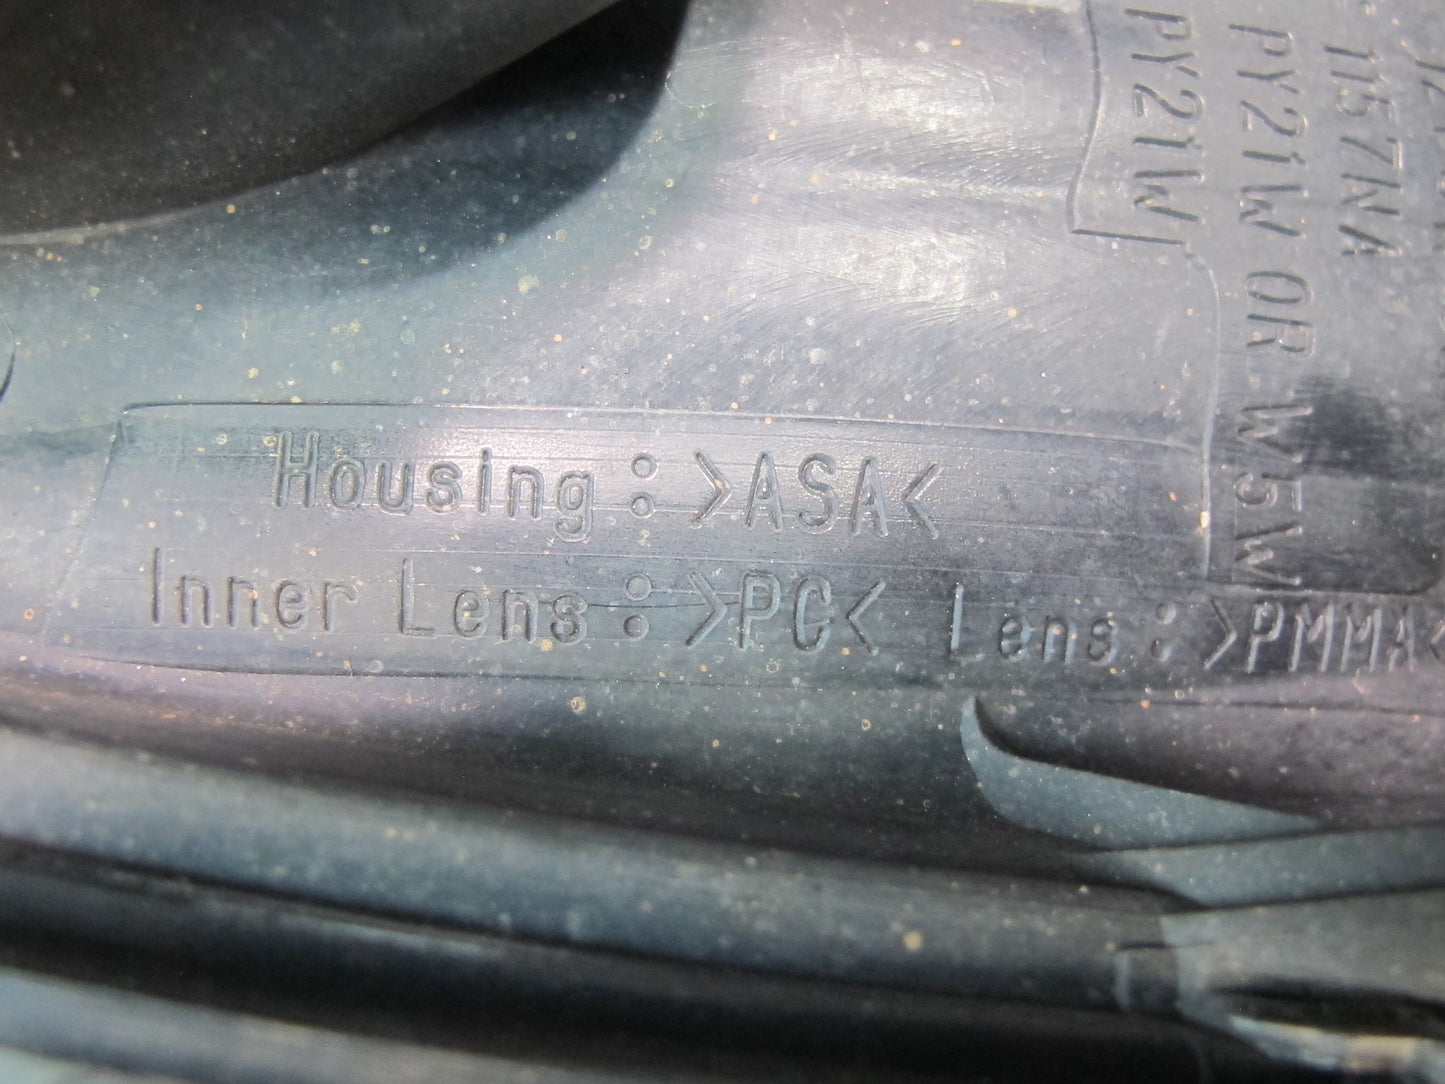 Housing : >ASA<
Inner Lens : >PC< Lens : >PMMA<
1157NA
PY21W OR W5W
PY21W